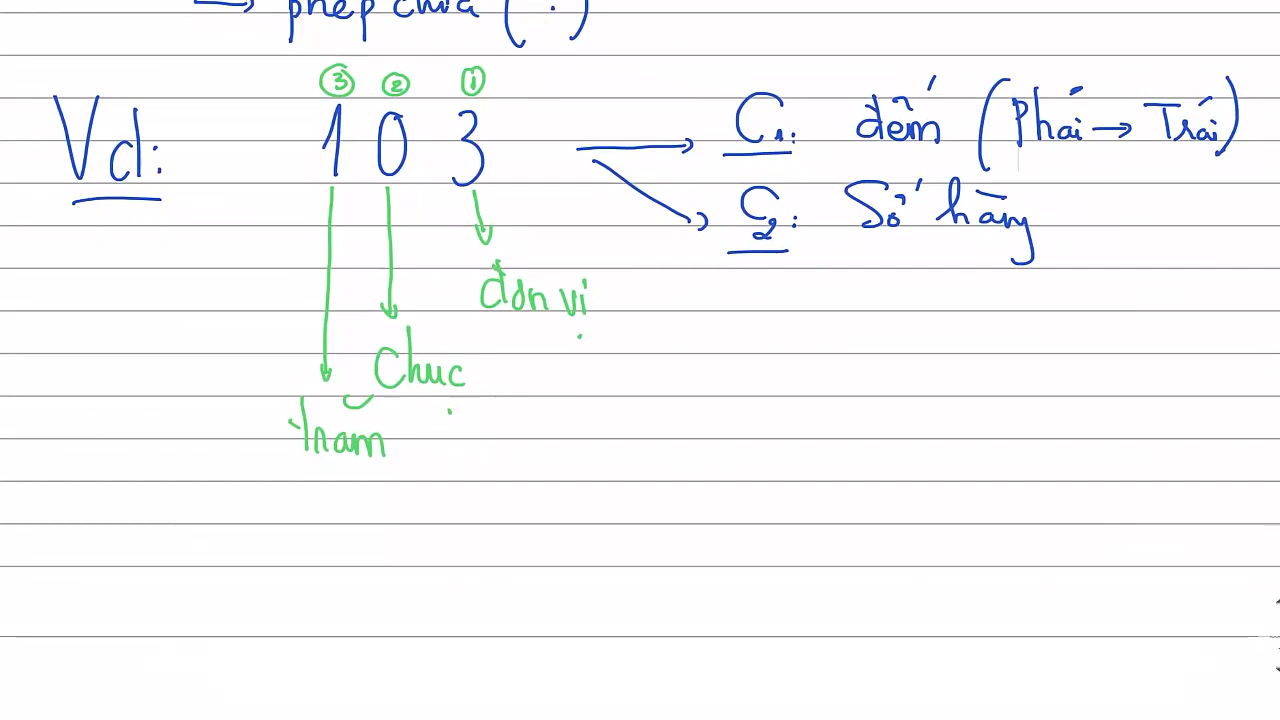 → phép chia ( : )
③ ② ①
Vd: 1 0 3 → C1: đếm (Phải → Trái)
C2: Số hàng
đơn vị
Chục
trăm